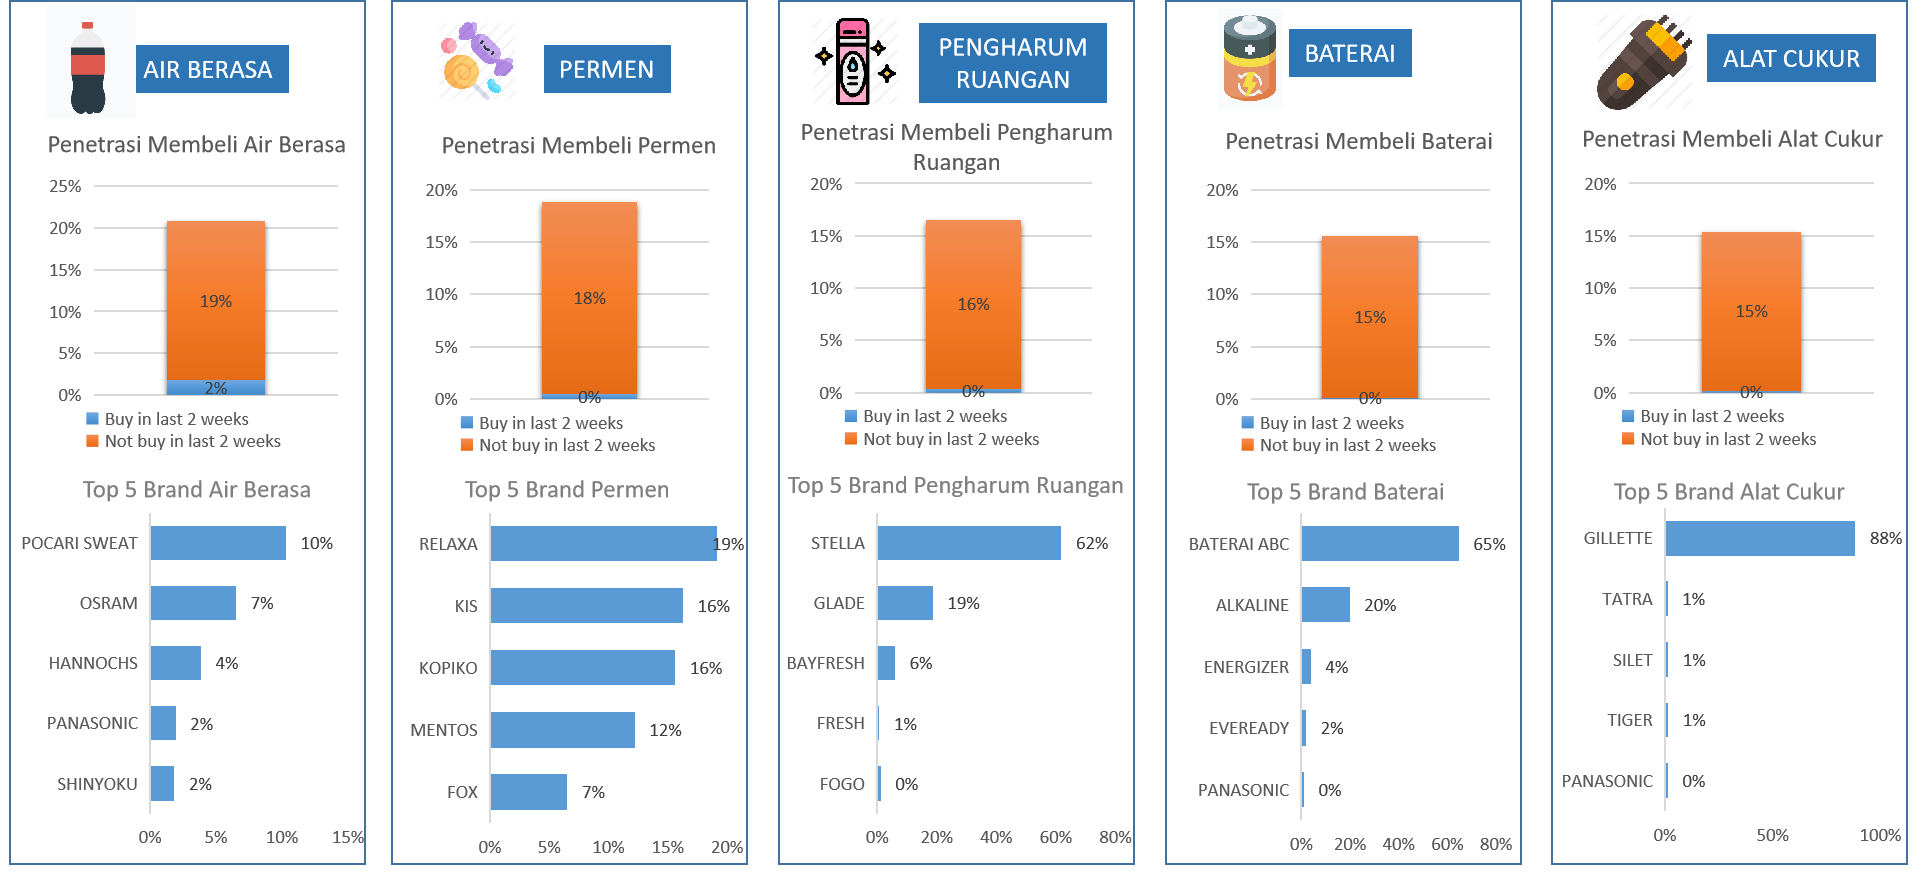 AIR BERASA
Penetrasi Membeli Air Berasa
25%
20%
15%
10%
5%
0%
19%
2%
Buy in last 2 weeks
Not buy in last 2 weeks
Top 5 Brand Air Berasa
POCARI SWEAT 10%
OSRAM 7%
HANNOCHS 4%
PANASONIC 2%
SHINYOKU 2%
0% 5% 10% 15%
PERMEN
Penetrasi Membeli Permen
20%
15%
10%
5%
0%
18%
0%
Buy in last 2 weeks
Not buy in last 2 weeks
Top 5 Brand Permen
RELAXA 19%
KIS 16%
KOPIKO 16%
MENTOS 12%
FOX 7%
0% 5% 10% 15% 20%
PENGHARUM
RUANGAN
Penetrasi Membeli Pengharum
Ruangan
20%
15%
10%
5%
0%
16%
0%
Buy in last 2 weeks
Not buy in last 2 weeks
Top 5 Brand Pengharum Ruangan
STELLA 62%
GLADE 19%
BAYFRESH 6%
FRESH 1%
FOGO 0%
0% 20% 40% 60% 80%
BATERAI
Penetrasi Membeli Baterai
20%
15%
10%
5%
0%
15%
0%
Buy in last 2 weeks
Not buy in last 2 weeks
Top 5 Brand Baterai
BATERAI ABC 65%
ALKALINE 20%
ENERGIZER 4%
EVEREADY 2%
PANASONIC 0%
0% 20% 40% 60% 80%
ALAT CUKUR
Penetrasi Membeli Alat Cukur
20%
15%
10%
5%
0%
15%
0%
Buy in last 2 weeks
Not buy in last 2 weeks
Top 5 Brand Alat Cukur
GILLETTE 88%
TATRA 1%
SILET 1%
TIGER 1%
PANASONIC 0%
0% 50% 100%